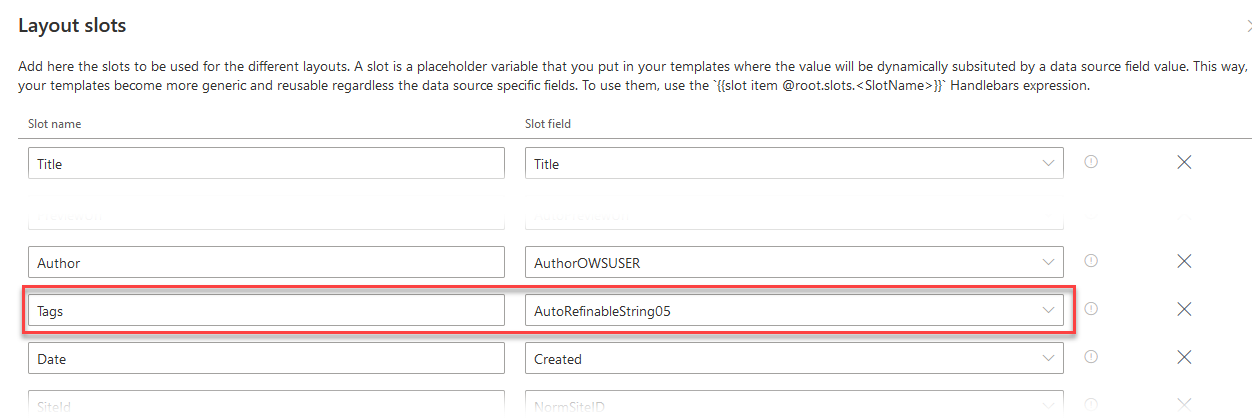 Layout slots
Add here the slots to be used for the different layouts. A slot is a placeholder variable that you put in your templates where the value will be dynamically subsituted by a data source field value. This way,
your templates become more generic and reusable regardless the data source specific fields. To use them, use the `{{slot item @root.slots.<SlotName>}}` Handlebars expression.
Slot name Slot field
Title Title
Author AuthorOWSUSER
Tags AutoRefinableString05
Date Created
SiteId NormSiteID